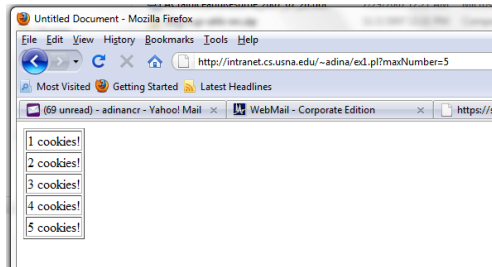 Untitled Document - Mozilla Firefox
File Edit View History Bookmarks Tools Help
http://intranet.cs.usna.edu/~adina/ex1.pl?maxNumber=5
Most Visited Getting Started Latest Headlines
(69 unread) - adinancr - Yahoo! Mail × WebMail - Corporate Edition × https://s
1 cookies!
2 cookies!
3 cookies!
4 cookies!
5 cookies!